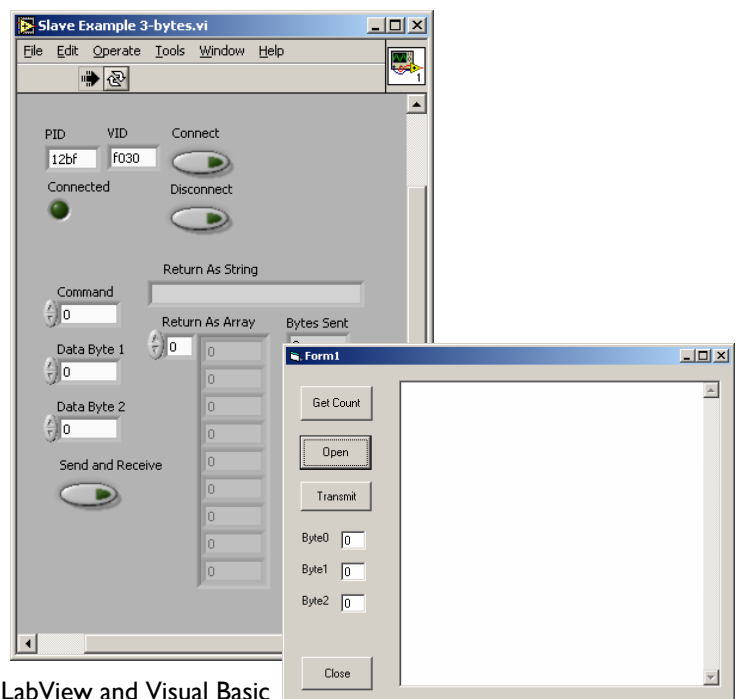 Slave Example 3-bytes.vi
File Edit Operate Tools Window Help
1
PID VID Connect
12bf f030
Connected Disconnect
Return As String
Command
0
Return As Array Bytes Sent
0 0
Data Byte 1
0
0
Data Byte 2
0
0
0
Send and Receive
0
0
0
0
0
Form1
Get Count
Open
Transmit
Byte0 0
Byte1 0
Byte2 0
Close
LabView and Visual Basic